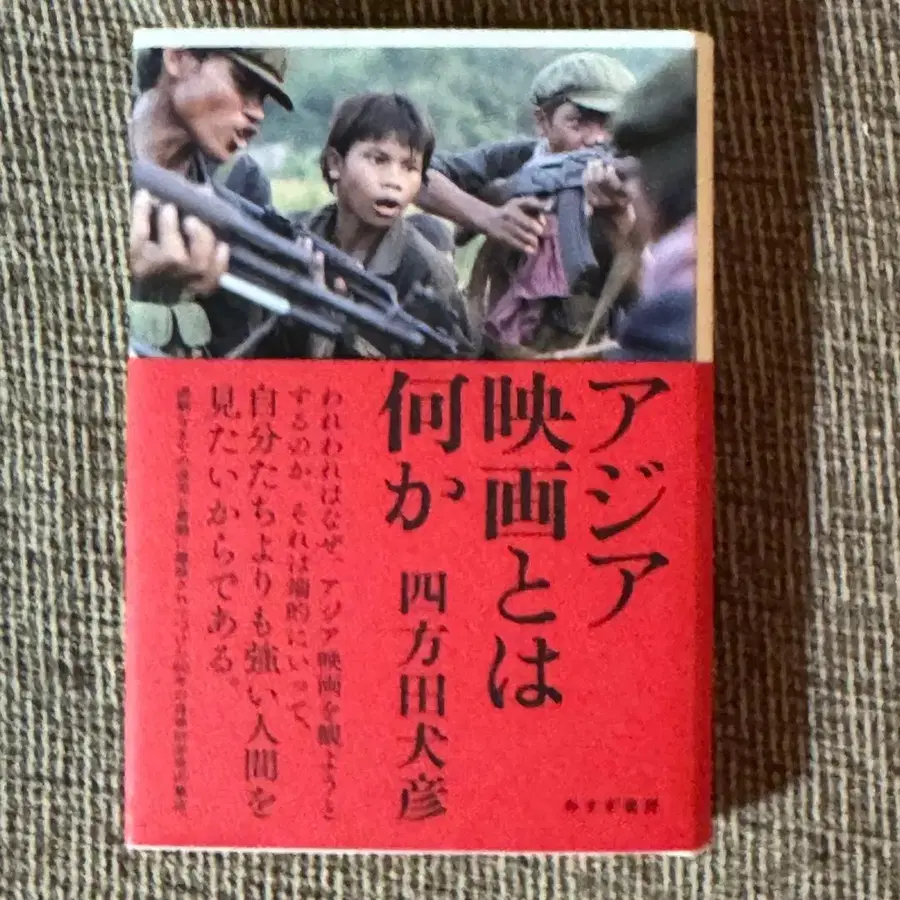 アジア
映画とは
何か 四方田犬彦
われわれはなぜ、アジア映画を観ようと
するのか。それは端的にいって、
自分たちよりも強い人間を
見たいからである。
みすず書房